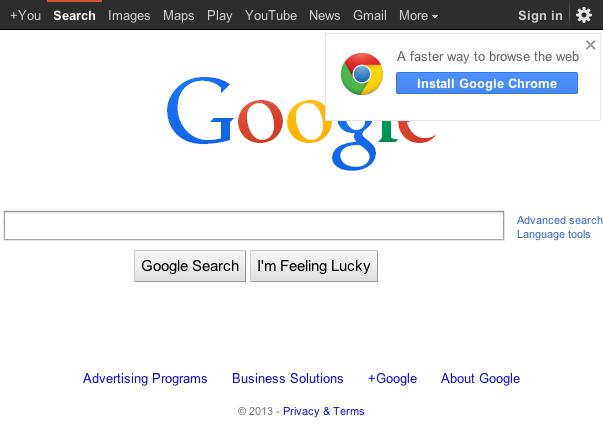 +You Search Images Maps Play YouTube News Gmail More Sign in
A faster way to browse the web
Install Google Chrome
Google
Advanced search
Language tools
Google Search I'm Feeling Lucky
Advertising Programs Business Solutions +Google About Google
© 2013 - Privacy & Terms